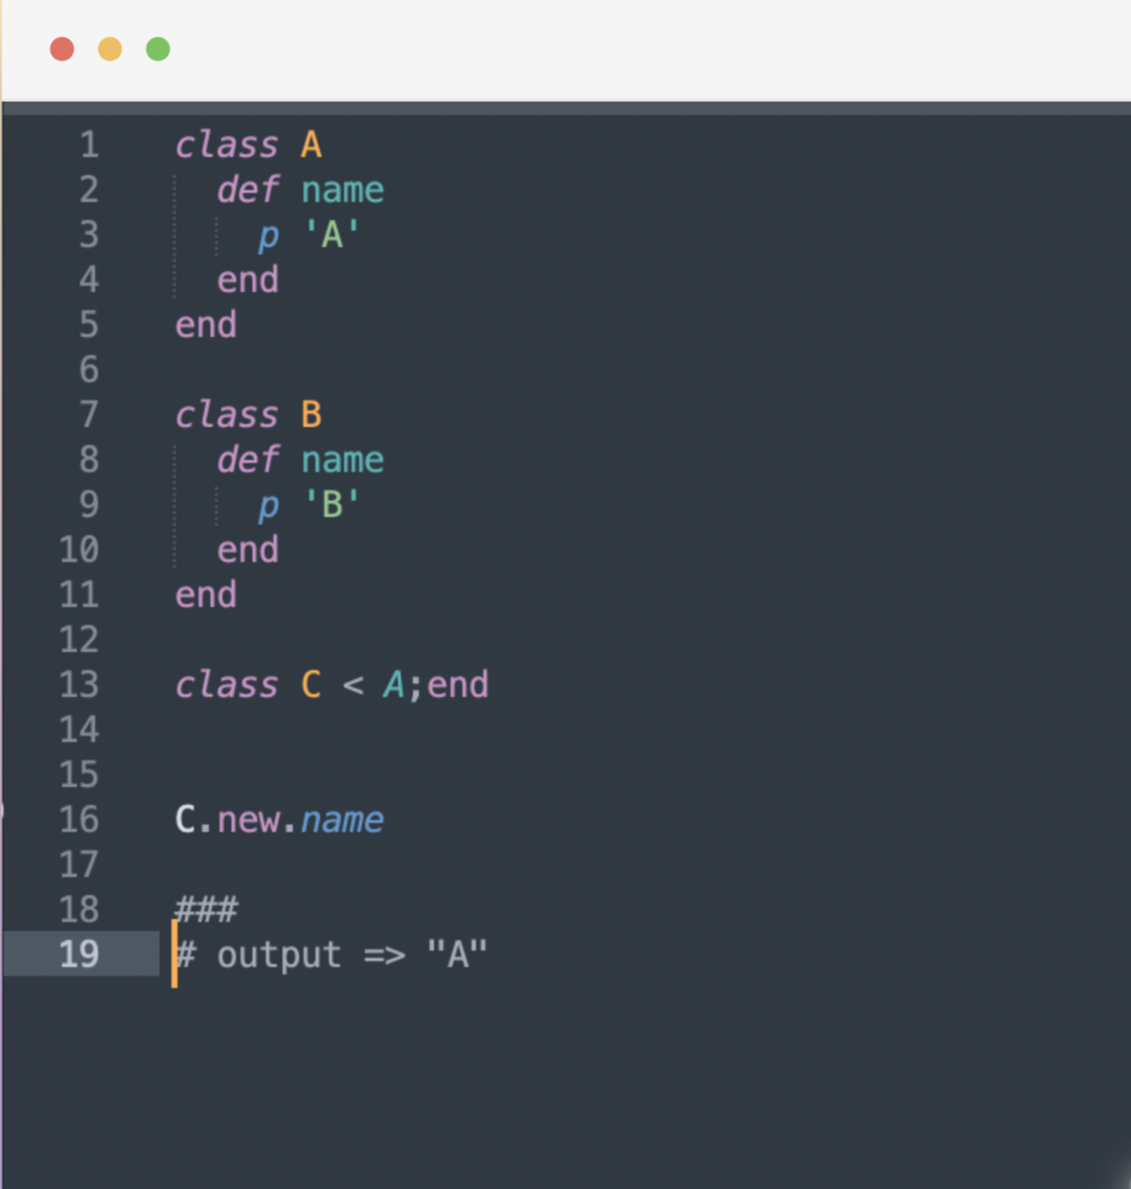 1 class A
2   def name
3     p 'A'
4   end
5 end
6
7 class B
8   def name
9     p 'B'
10   end
11 end
12
13 class C < A;end
14
15
16 C.new.name
17
18 ###
19 # output => "A"